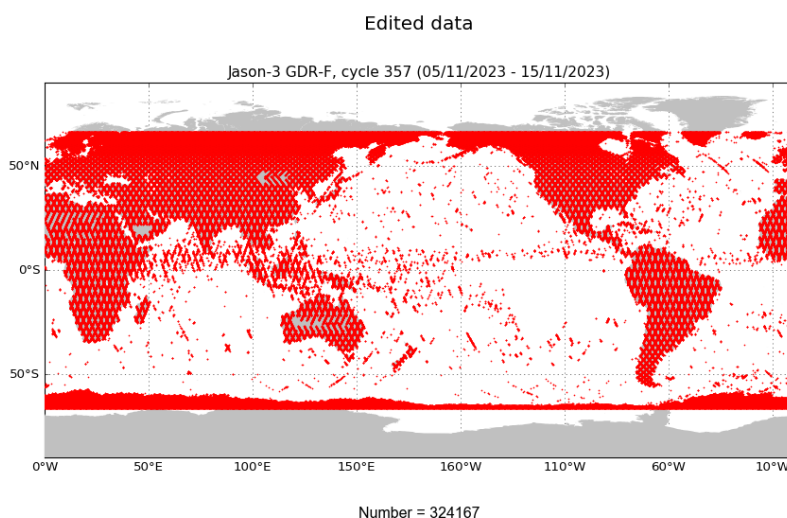 Edited data
Jason-3 GDR-F, cycle 357 (05/11/2023 - 15/11/2023)
50°N
0°S
50°S
0°W 50°E 100°E 150°E 160°W 110°W 60°W 10°W
Number = 324167